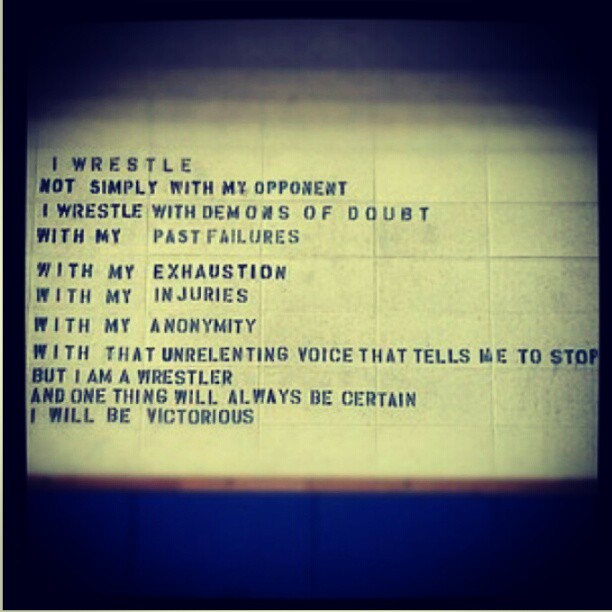 I WRESTLE
NOT SIMPLY WITH MY OPPONENT
I WRESTLE WITH DEMONS OF DOUBT
WITH MY PAST FAILURES
WITH MY EXHAUSTION
WITH MY INJURIES
WITH MY ANONYMITY
WITH THAT UNRELENTING VOICE THAT TELLS ME TO STOP
BUT I AM A WRESTLER
AND ONE THING WILL ALWAYS BE CERTAIN
I WILL BE VICTORIOUS